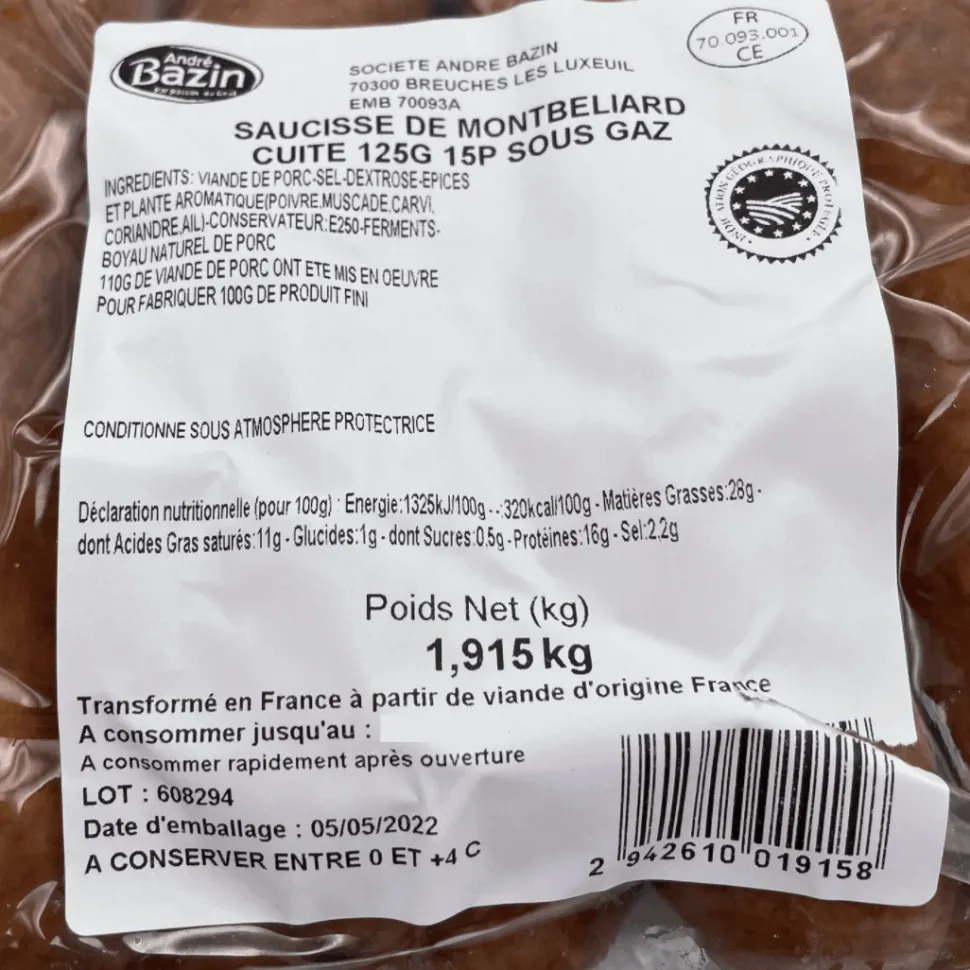 André
Bazin
SOCIETE ANDRE BAZIN
70300 BREUCHES LES LUXEUIL
EMB 70093A
FR
70.093.001
CE
SAUCISSE DE MONTBELIARD
CUITE 125G 15P SOUS GAZ
INGREDIENTS: VIANDE DE PORC-SEL-DEXTROSE-EPICES
ET PLANTE AROMATIQUE(POIVRE,MUSCADE,CARVI,
CORIANDRE,AIL)-CONSERVATEUR:E250-FERMENTS-
BOYAU NATUREL DE PORC
110G DE VIANDE DE PORC ONT ETE MIS EN OEUVRE
POUR FABRIQUER 100G DE PRODUIT FINI
INDICATION GÉOGRAPHIQUE PROTÉGÉE
CONDITIONNE SOUS ATMOSPHERE PROTECTRICE
Déclaration nutritionnelle (pour 100g) : Energie:1325kJ/100g - -:320kcal/100g - Matières Grasses:28g -
dont Acides Gras saturés:11g - Glucides:1g - dont Sucres:0.5g - Protéines:16g - Sel:2,2g
Poids Net (kg)
1,915 kg
Transformé en France à partir de viande d'origine France
A consommer jusqu'au :
A consommer rapidement après ouverture
LOT : 608294
Date d'emballage : 05/05/2022
A CONSERVER ENTRE 0 ET +4 C
2 942610 019158